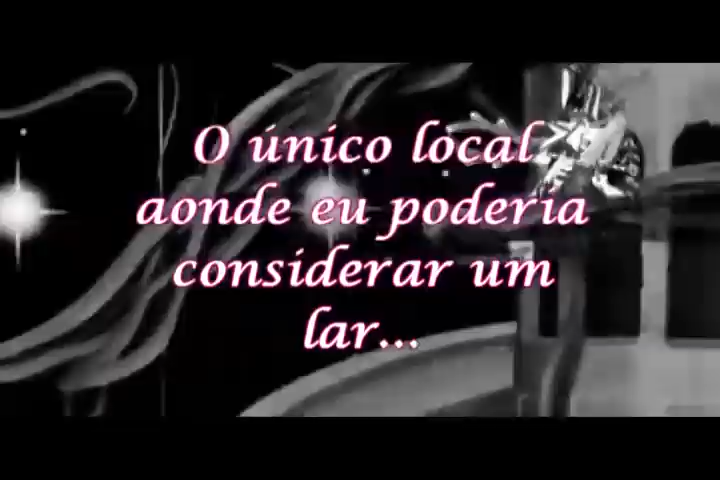 O único local
aonde eu poderia
considerar um
lar...